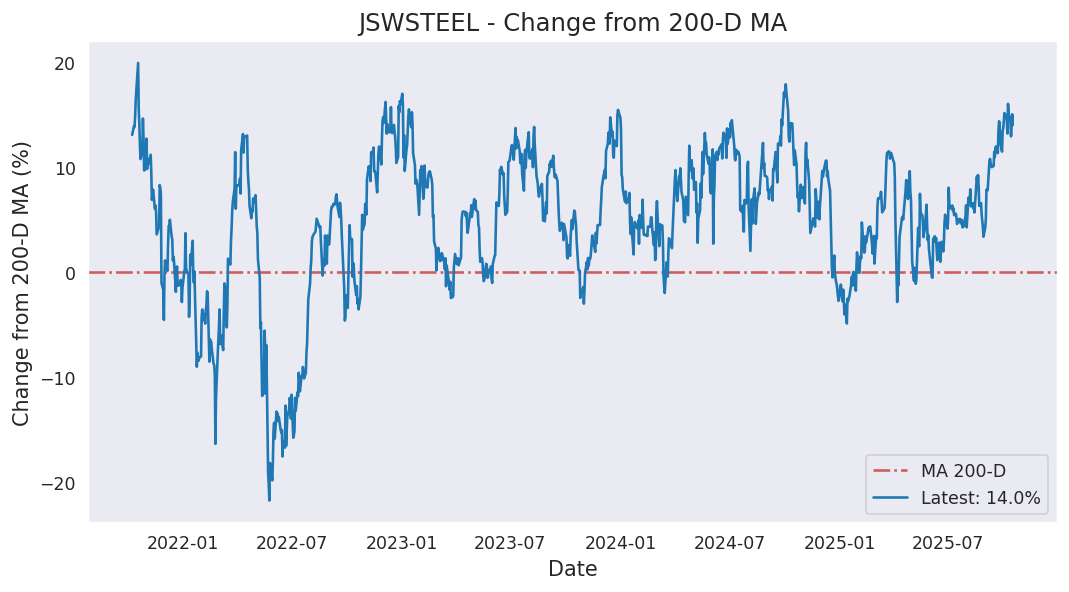 JSWSTEEL - Change from 200-D MA
Change from 200-D MA (%)
20
10
0
−10
−20
MA 200-D
Latest: 14.0%
2022-01 2022-07 2023-01 2023-07 2024-01 2024-07 2025-01 2025-07
Date